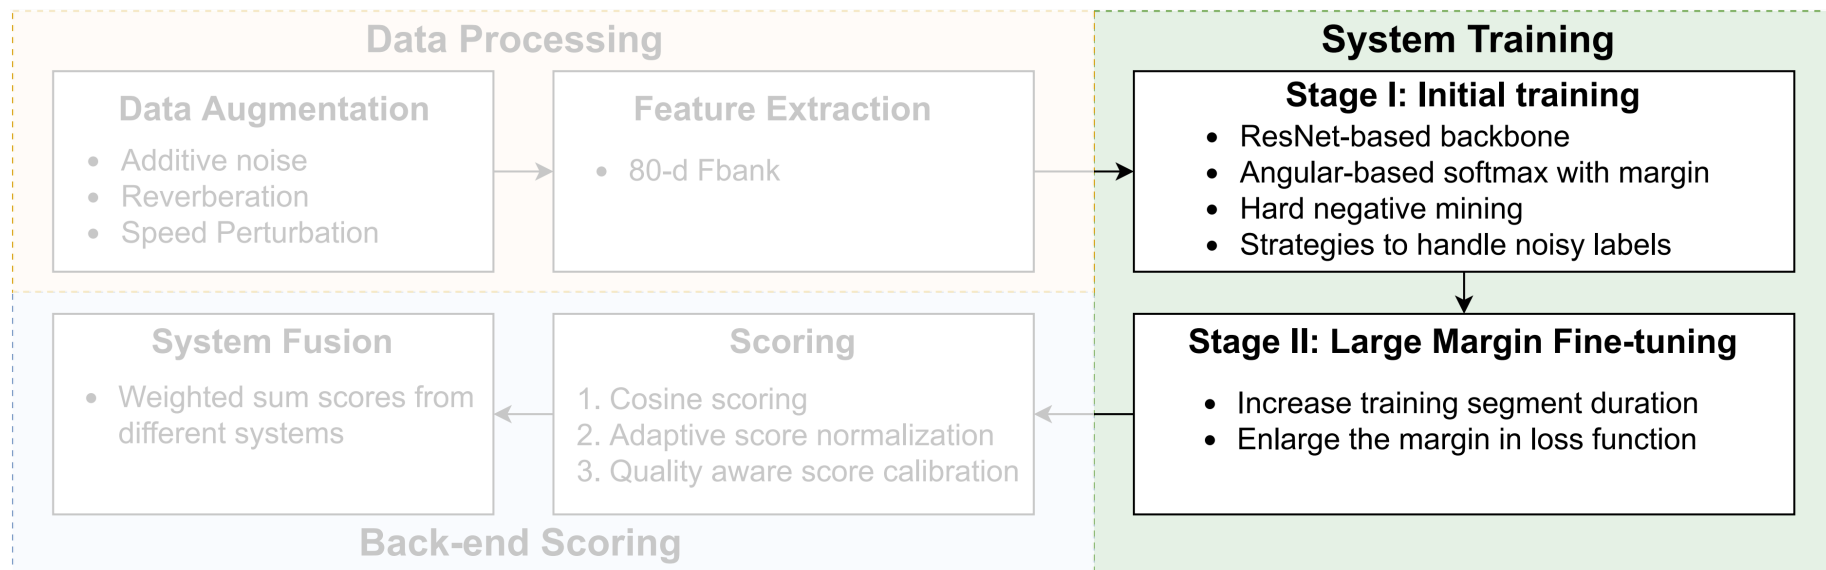 Data Processing
Data Augmentation
• Additive noise
• Reverberation
• Speed Perturbation
Feature Extraction
• 80-d Fbank
System Training
Stage I: Initial training
• ResNet-based backbone
• Angular-based softmax with margin
• Hard negative mining
• Strategies to handle noisy labels
Stage II: Large Margin Fine-tuning
• Increase training segment duration
• Enlarge the margin in loss function
Scoring
1. Cosine scoring
2. Adaptive score normalization
3. Quality aware score calibration
System Fusion
• Weighted sum scores from
different systems
Back-end Scoring